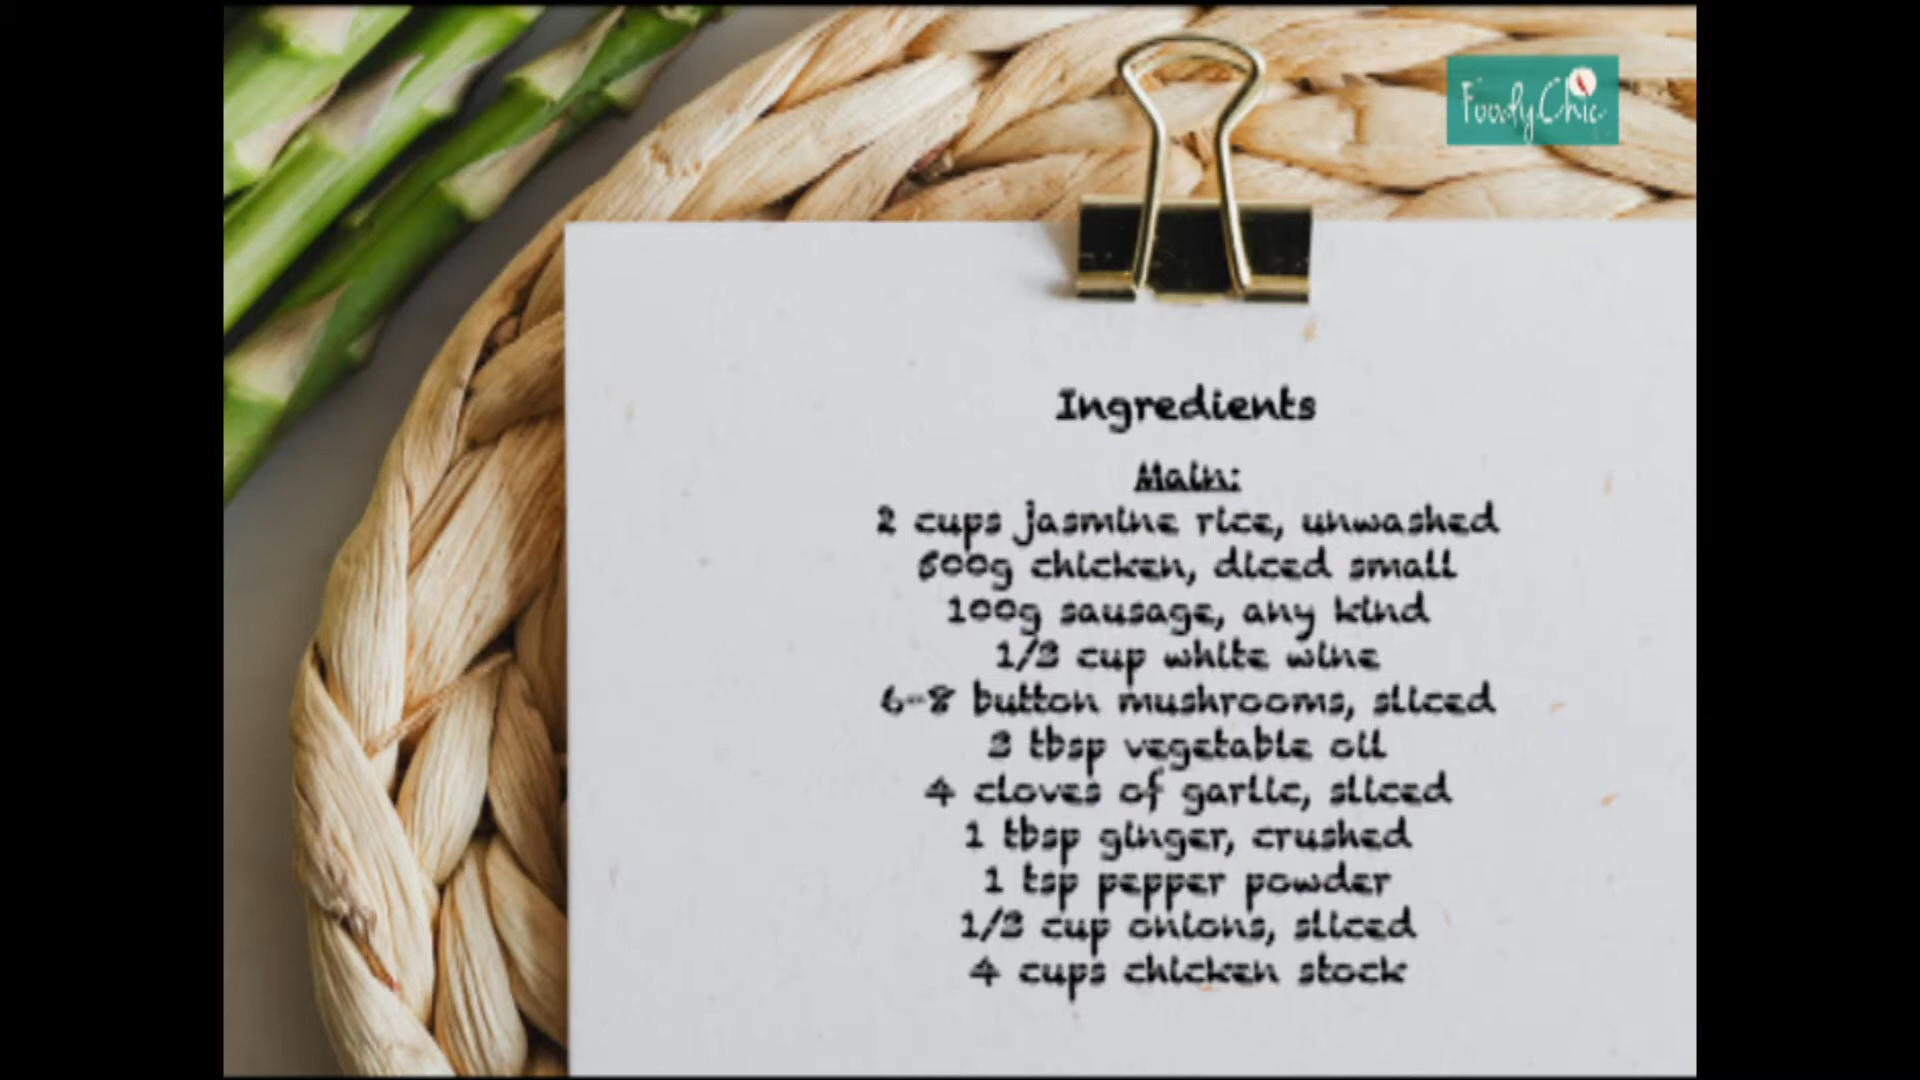 FoodyChic
Ingredients
Main:
2 cups jasmine rice, unwashed
chicken, diced small
100g sausage, any kind
1/3 cup white wine
6-8 button mushrooms, sliced
3 tbsp vegetable oil
4 cloves of garlic, sliced
1 tbsp ginger, crushed
1 tsp pepper powder
1/3 cup onions, sliced
4 cups chicken stock